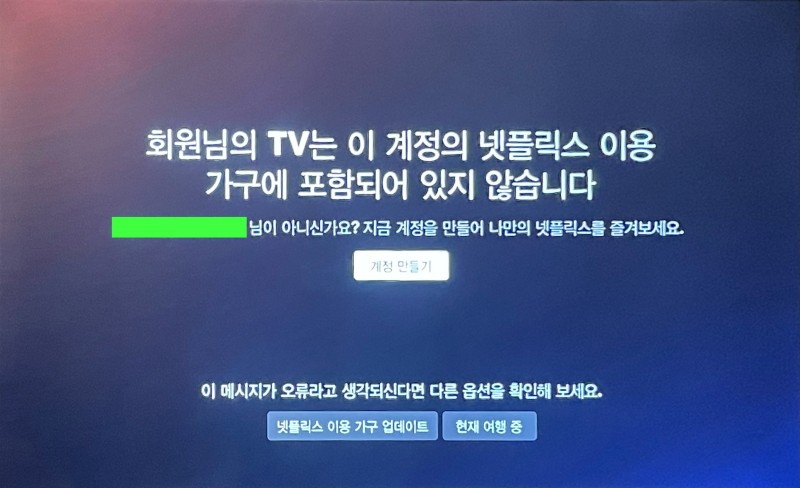 회원님의 TV는 이 계정의 넷플릭스 이용
가구에 포함되어 있지 않습니다
님이 아니신가요? 지금 계정을 만들어 나만의 넷플릭스를 즐겨보세요.
계정 만들기
이 메시지가 오류라고 생각되신다면 다른 옵션을 확인해 보세요.
넷플릭스 이용 가구 업데이트
현재 여행 중